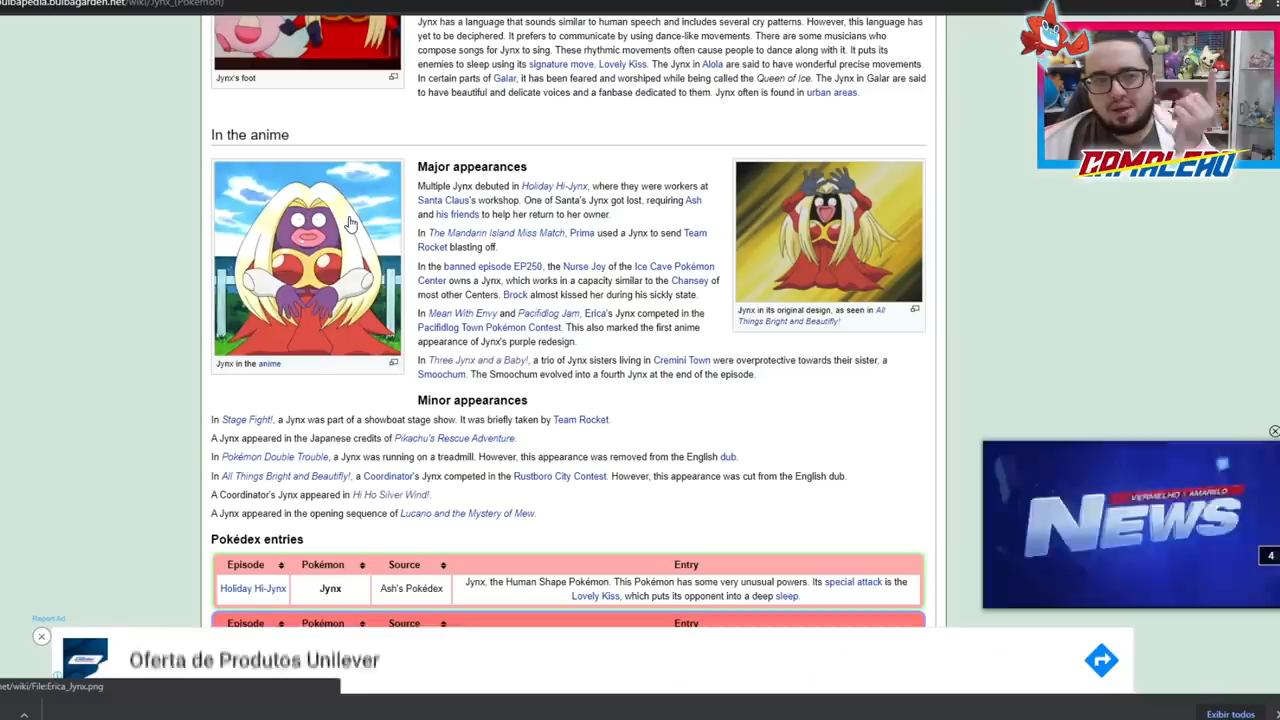 bulbapedia.bulbagarden.net/wiki/Jynx_(Pokémon)
Jynx's foot
Jynx has a language that sounds similar to human speech and includes several cry patterns. However, this language has
yet to be deciphered. It prefers to communicate by using dance-like movements. There are some musicians who
compose songs for Jynx to sing. These rhythmic movements often cause people to dance along with it. It puts its
enemies to sleep using its signature move, Lovely Kiss. The Jynx in Alola are said to have wonderful precise movements.
In certain parts of Galar, it has been feared and worshiped while being called the Queen of Ice. The Jynx in Galar are said
to have beautiful and delicate voices and a fanbase dedicated to them. Jynx often is found in urban areas.
CAMALEAO
In the anime
Jynx in the anime
Major appearances
Multiple Jynx debuted in Holiday Hi-Jynx, where they were workers at
Santa Claus's workshop. One of Santa's Jynx got lost, requiring Ash
and his friends to help her return to her owner.
In The Mandarin Island Miss Match, Prima used a Jynx to send Team
Rocket blasting off.
In the banned episode EP250, the Nurse Joy of the Ice Cave Pokémon
Center owns a Jynx, which works in a capacity similar to the Chansey of
most other Centers. Brock almost kissed her during his sickly state.
In Mean With Envy and Pacifidlog Jam, Erica's Jynx competed in the
Pacifidlog Town Pokémon Contest. This also marked the first anime
appearance of Jynx's purple redesign.
In Three Jynx and a Baby!, a trio of Jynx sisters living in Cremini Town were overprotective towards their sister, a
Smoochum. The Smoochum evolved into a fourth Jynx at the end of the episode.
Jynx in its original design, as seen in All
Things Bright and Beautifly!
Minor appearances
In Stage Fight!, a Jynx was part of a showboat stage show. It was briefly taken by Team Rocket.
A Jynx appeared in the Japanese credits of Pikachu's Rescue Adventure.
In Pokémon Double Trouble, a Jynx was running on a treadmill. However, this appearance was removed from the English dub.
In All Things Bright and Beautifly!, a Coordinator's Jynx competed in the Rustboro City Contest. However, this appearance was cut from the English dub.
A Coordinator's Jynx appeared in Hi Ho Silver Wind!.
A Jynx appeared in the opening sequence of Lucario and the Mystery of Mew.
Pokédex entries
Episode Pokémon Source Entry
Holiday Hi-Jynx Jynx Ash's Pokédex Jynx, the Human Shape Pokémon. This Pokémon has some very unusual powers. Its special attack is the
Lovely Kiss, which puts its opponent into a deep sleep.
Episode Pokémon Source Entry
VERMELHO Y AMARILLO
NEWS
4
Report Ad
Oferta de Produtos Unilever
net/wiki/File:Erica_Jynx.png
Exibir todos